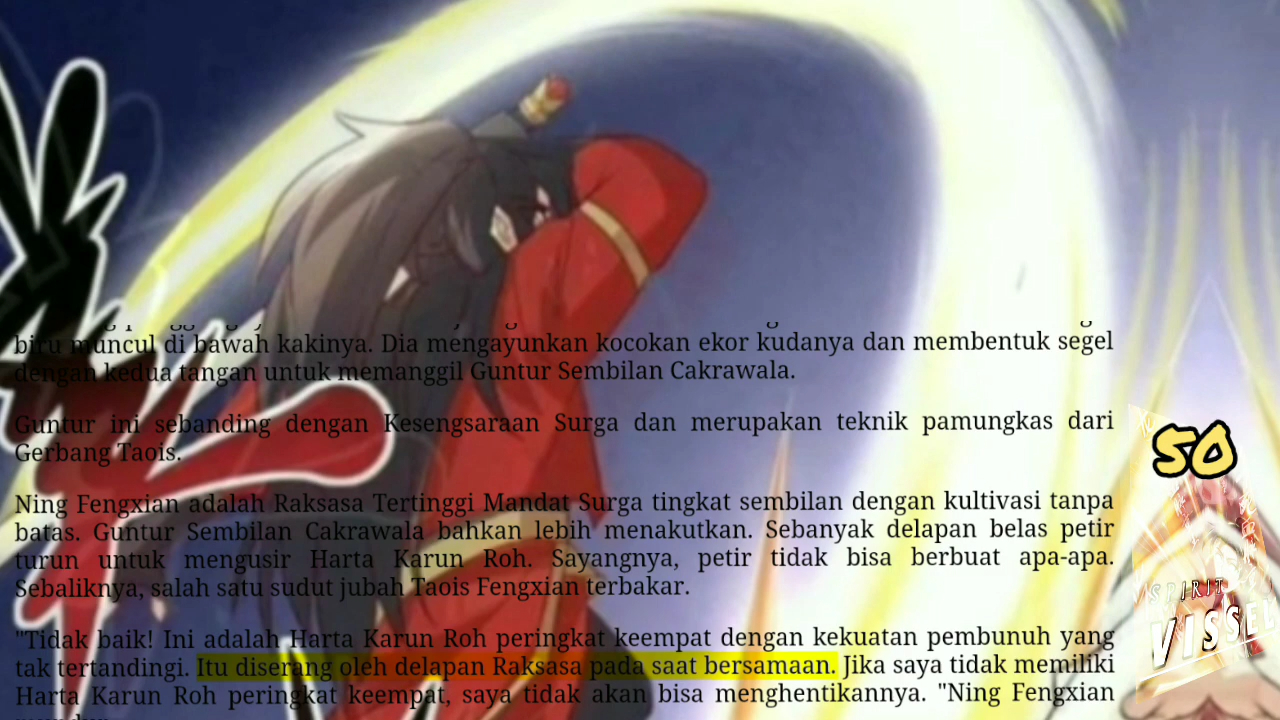 biru muncul di bawah kakinya. Dia mengayunkan kocokan ekor kudanya dan membentuk segel
dengan kedua tangan untuk memanggil Guntur Sembilan Cakrawala.
Guntur ini sebanding dengan Kesengsaraan Surga dan merupakan teknik pamungkas dari
Gerbang Taois.
Ning Fengxian adalah Raksasa Tertinggi Mandat Surga tingkat sembilan dengan kultivasi tanpa
batas. Guntur Sembilan Cakrawala bahkan lebih menakutkan. Sebanyak delapan belas petir
turun untuk mengusir Harta Karun Roh. Sayangnya, petir tidak bisa berbuat apa-apa.
Sebaliknya, salah satu sudut jubah Taois Fengxian terbakar.
"Tidak baik! Ini adalah Harta Karun Roh peringkat keempat dengan kekuatan pembunuh yang
tak tertandingi. Itu diserang oleh delapan Raksasa pada saat bersamaan. Jika saya tidak memiliki
Harta Karun Roh peringkat keempat, saya tidak akan bisa menghentikannya. "Ning Fengxian
50
SPIRIT
VISSEL